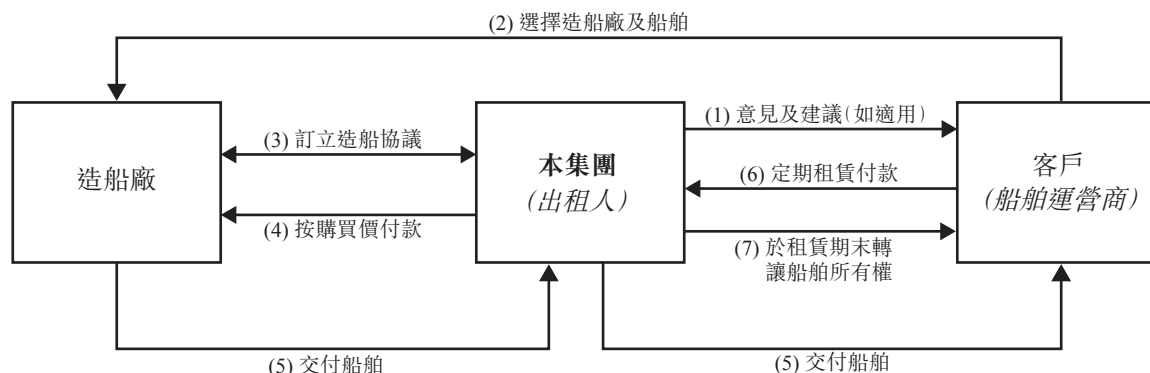 (2) 選擇造船廠及船舶
造船廠
(3) 訂立造船協議
(4) 按購買價付款
本集團
(出租人)
(1) 意見及建議(如適用)
(6) 定期租賃付款
(7) 於租賃期末轉
讓船舶所有權
客戶
(船舶運營商)
(5) 交付船舶
(5) 交付船舶